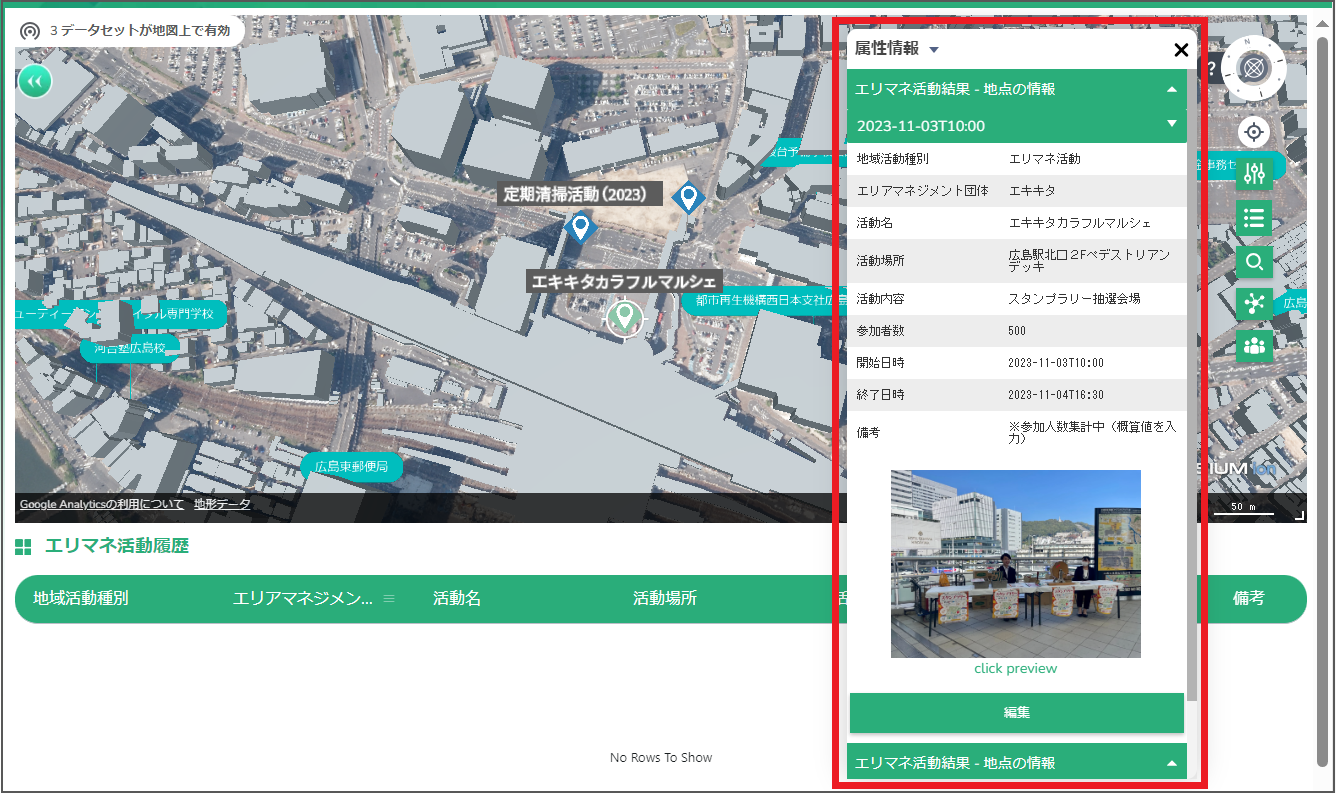 3 データセットが地図上で有効
定期清掃活動（2023）
エキキタカラフルマルシェ
都市再生機構西日本支社広島
河合塾広島校
広島東郵便局
Google Analyticsの利用について 地形データ
属性情報
エリマネ活動結果 - 地点の情報
2023-11-03T10:00
地域活動種別 エリマネ活動
エリアマネジメント団体 エキキタ
活動名 エキキタカラフルマルシェ
活動場所 広島駅北口２Fペデストリアン
デッキ
活動内容 スタンプラリー抽選会場
参加者数 500
開始日時 2023-11-03T10:00
終了日時 2023-11-04T16:30
備考 ※参加人数集計中（概算値を入
力）
click preview
編集
エリマネ活動結果 - 地点の情報
?
N
広島
SIUM ion
50 m
エリマネ活動履歴
地域活動種別 エリアマネジメン... 活動名 活動場所 備考
No Rows To Show